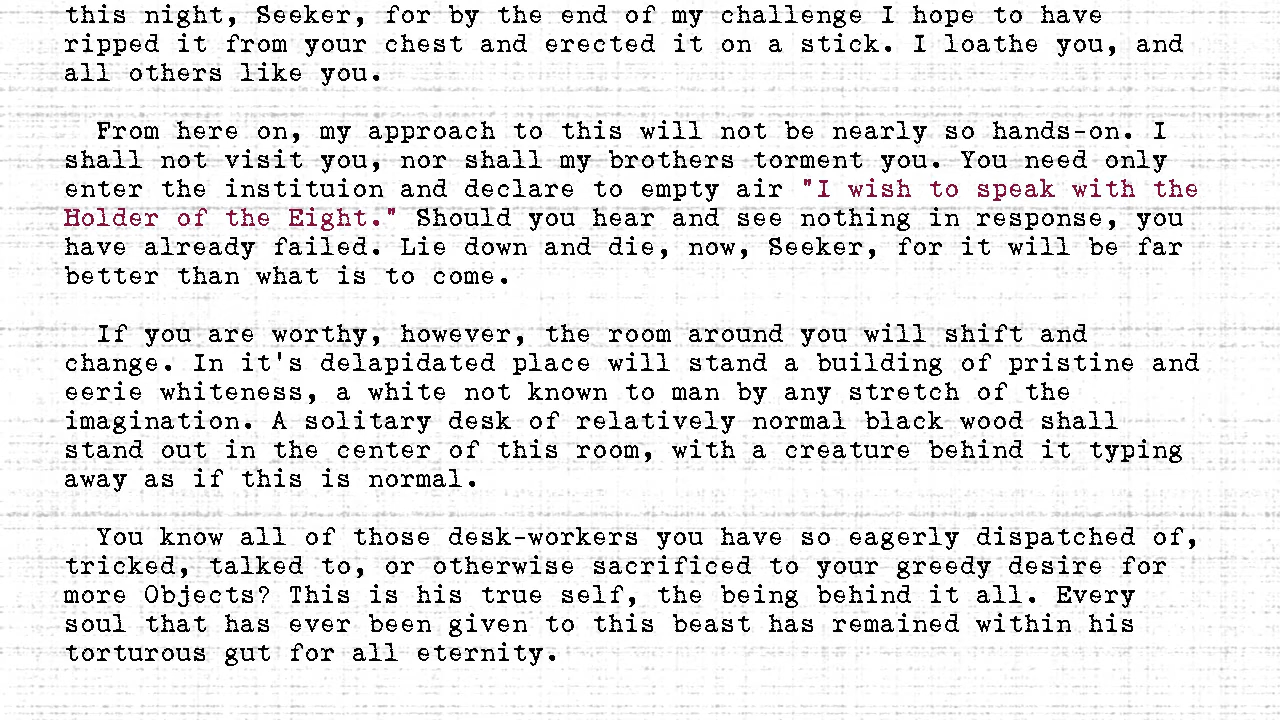 this night, Seeker, for by the end of my challenge I hope to have
ripped it from your chest and erected it on a stick. I loathe you, and
all others like you.
From here on, my approach to this will not be nearly so hands-on. I
shall not visit you, nor shall my brothers torment you. You need only
enter the instituion and declare to empty air "I wish to speak with the
Holder of the Eight." Should you hear and see nothing in response, you
have already failed. Lie down and die, now, Seeker, for it will be far
better than what is to come.
If you are worthy, however, the room around you will shift and
change. In it's delapidated place will stand a building of pristine and
eerie whiteness, a white not known to man by any stretch of the
imagination. A solitary desk of relatively normal black wood shall
stand out in the center of this room, with a creature behind it typing
away as if this is normal.
You know all of those desk-workers you have so eagerly dispatched of,
tricked, talked to, or otherwise sacrificed to your greedy desire for
more Objects? This is his true self, the being behind it all. Every
soul that has ever been given to this beast has remained within his
torturous gut for all eternity.